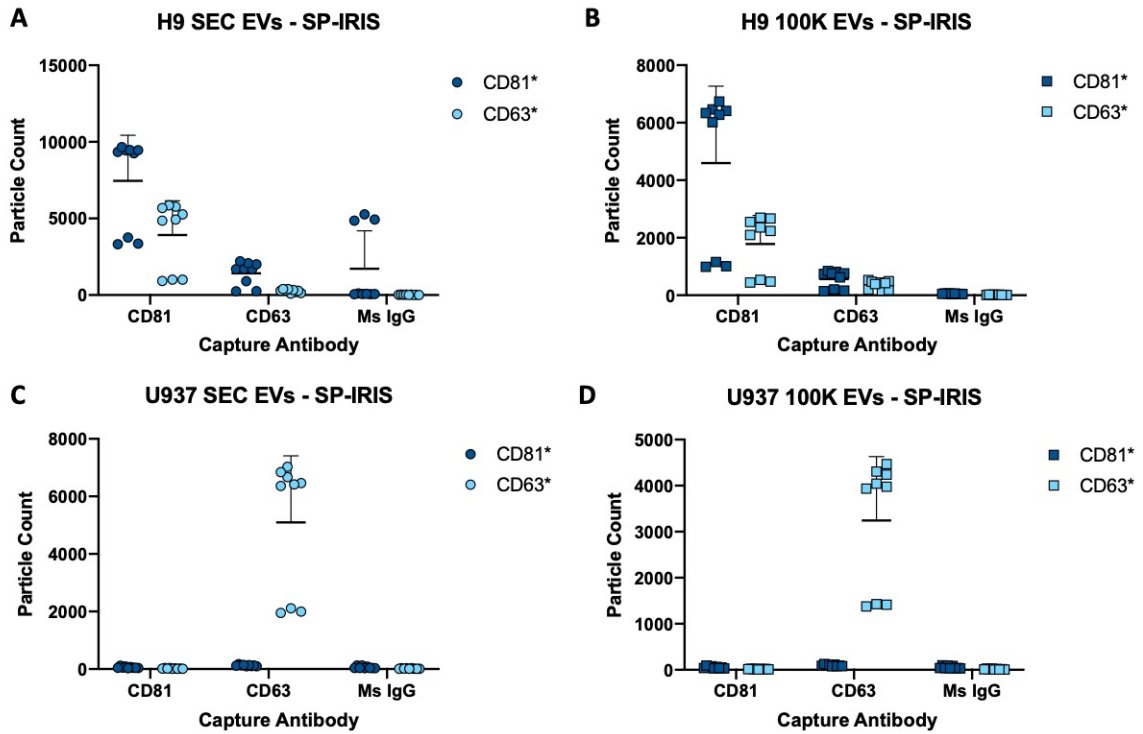 A
H9 SEC EVs - SP-IRIS
15000
10000
5000
0
Particle Count
CD81*
CD63*
CD81
CD63
Ms IgG
Capture Antibody
B
H9 100K EVs - SP-IRIS
8000
6000
4000
2000
0
Particle Count
CD81*
CD63*
CD81
CD63
Ms IgG
Capture Antibody
C
U937 SEC EVs - SP-IRIS
8000
6000
4000
2000
0
Particle Count
CD81*
CD63*
CD81
CD63
Ms IgG
Capture Antibody
D
U937 100K EVs - SP-IRIS
5000
4000
3000
2000
1000
0
Particle Count
CD81*
CD63*
CD81
CD63
Ms IgG
Capture Antibody